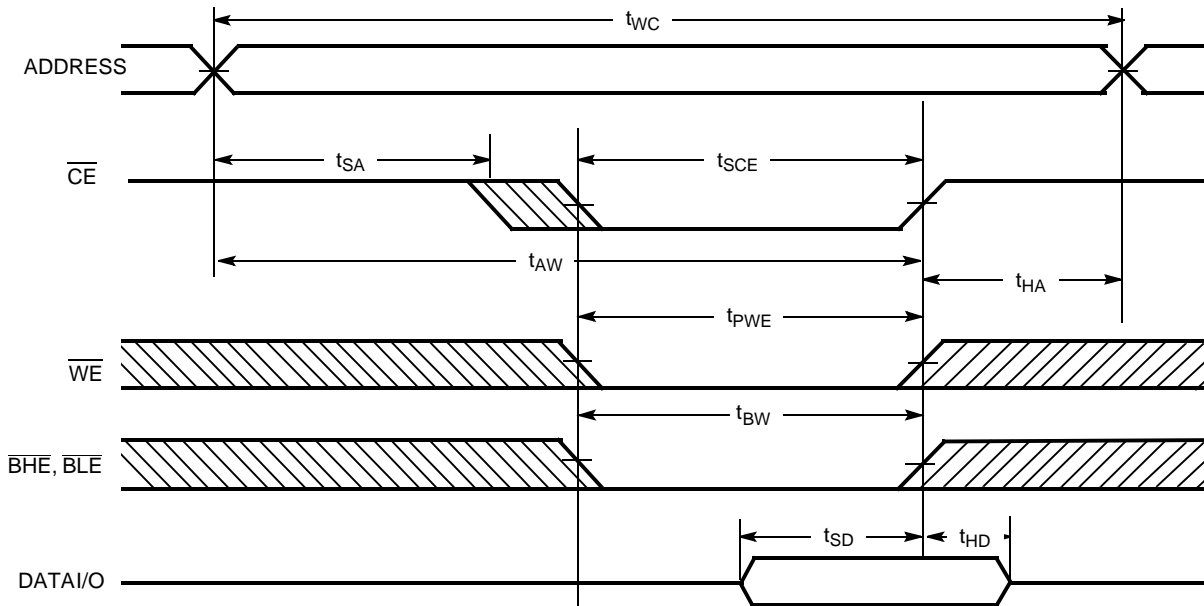 tWC
ADDRESS
tSA
tSCE
CE
tAW
tHA
tPWE
WE
tBW
BHE, BLE
tSD
tHD
DATAI/O